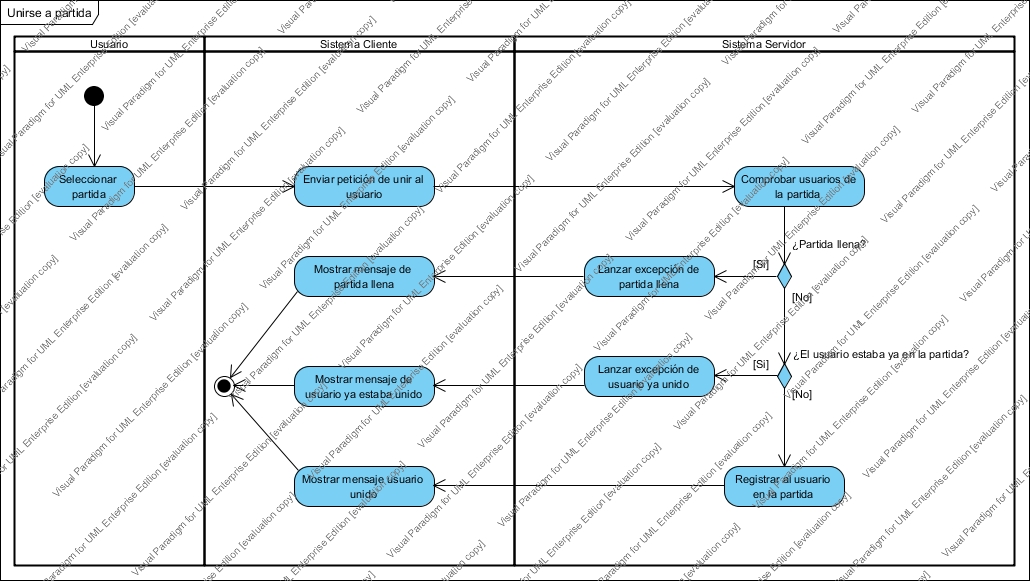 Unirse a partida
Usuario
Sistema Cliente
Sistema Servidor
Seleccionar
partida
Enviar petición de unir al
usuario
Comprobar usuarios de
la partida
¿Partida llena?
[Si]
[No]
Lanzar excepción de
partida llena
Mostrar mensaje de
partida llena
¿El usuario estaba ya en la partida?
[Si]
[No]
Lanzar excepción de
usuario ya unido
Mostrar mensaje de
usuario ya estaba unido
Registrar al usuario
en la partida
Mostrar mensaje usuario
unido
Visual Paradigm for UML Enterprise Edition [evaluation copy]